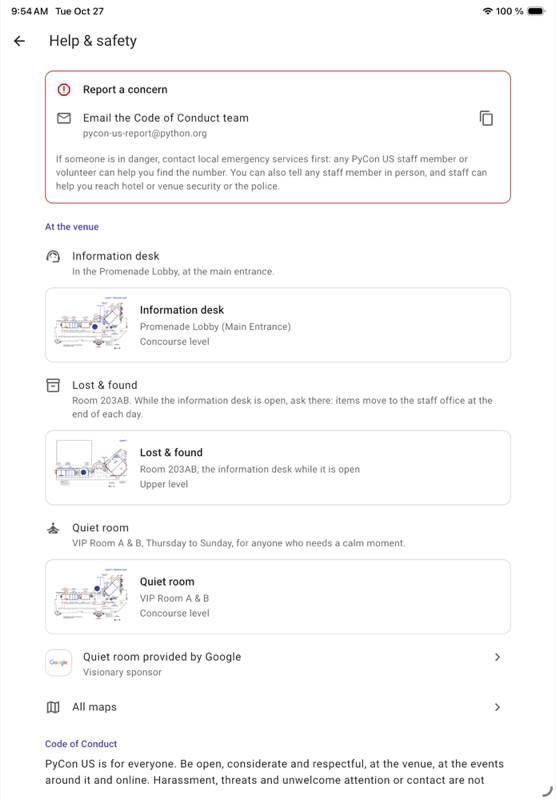 9:54 AM Tue Oct 27
100 %
Help & safety
Report a concern
Email the Code of Conduct team
pycon-us-report@python.org
If someone is in danger, contact local emergency services first: any PyCon US staff member or
volunteer can help you find the number. You can also tell any staff member in person, and staff can
help you reach hotel or venue security or the police.
At the venue
Information desk
In the Promenade Lobby, at the main entrance.
Information desk
Promenade Lobby (Main Entrance)
Concourse level
Lost & found
Room 203AB. While the information desk is open, ask there: items move to the staff office at the
end of each day.
Lost & found
Room 203AB; the information desk while it is open
Upper level
Quiet room
VIP Room A & B, Thursday to Sunday, for anyone who needs a calm moment.
Quiet room
VIP Room A & B
Concourse level
Google
Quiet room provided by Google
Visionary sponsor
All maps
Code of Conduct
PyCon US is for everyone. Be open, considerate and respectful, at the venue, at the events
around it and online. Harassment, threats and unwelcome attention or contact are not